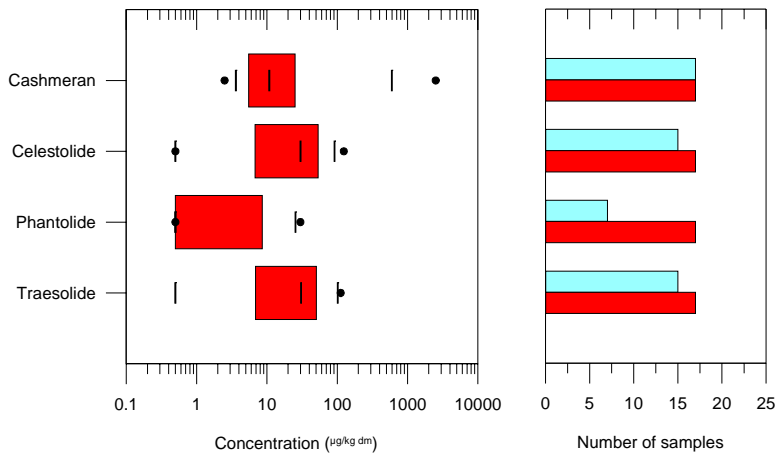 Cashmeran
Celestolide
Phantolide
Traesolide
0.1 1 10 100 1000 10000
Concentration (µg/kg dm)
0 5 10 15 20 25
Number of samples